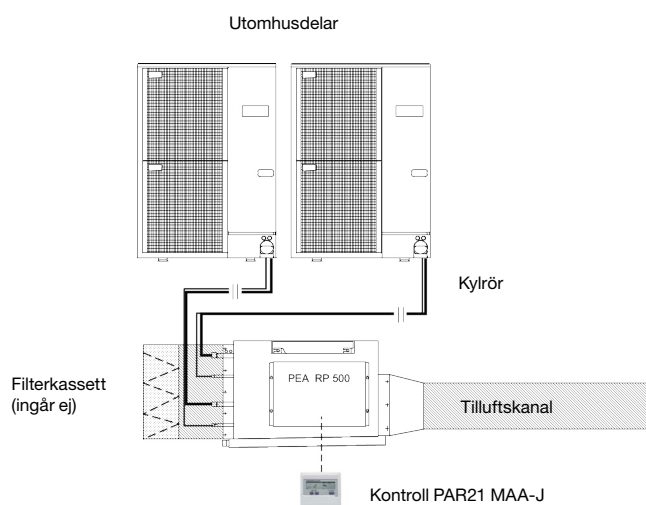 Utomhusdelar
Kylrör
Filterkassett
(ingår ej)
PEA RP 500
Tilluftskanal
Kontroll PAR21 MAA-J